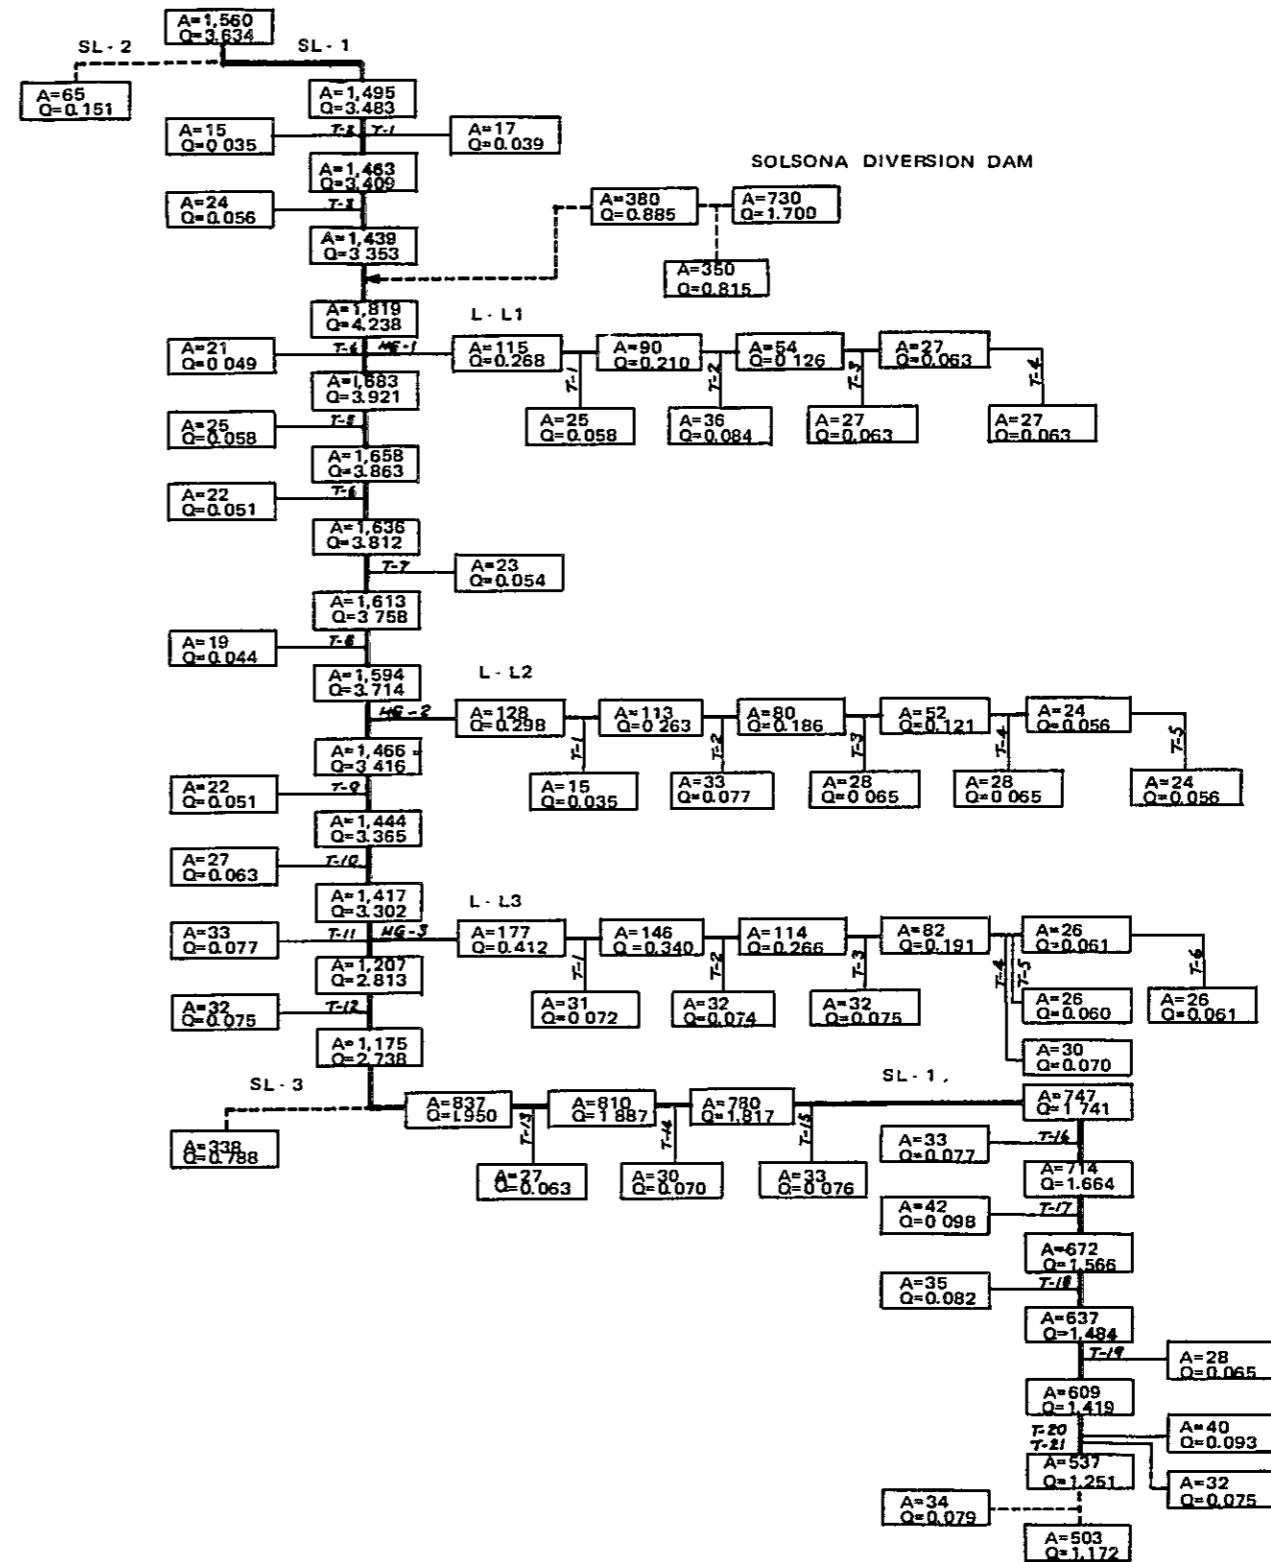 A=1,560
Q=3.634
SL - 2
SL - 1
A=65
Q=0.151
A=1,495
Q=3.483
A=15
Q=0 035
T-2
T-1
A=17
Q=0.039
A=1,463
Q=3.409
SOLSONA DIVERSION DAM
A=24
Q=0.056
T-3
A=380
Q=0.885
A=730
Q=1.700
A=1,439
Q=3 353
A=350
Q=0.815
A=1,819
Q=4.238
L - L1
A=21
Q=0 049
MG-1
A=115
Q=0.268
A=90
Q=0.210
A=54
Q=0 126
A=27
Q=0.063
T-1
T-2
T-3
T-4
A=1,683
Q=3.921
A=25
Q=0.058
T-5
A=25
Q=0.058
A=36
Q=0.084
A=27
Q=0.063
A=27
Q=0.063
A=1,658
Q=3.863
A=22
Q=0.051
T-6
A=1,636
Q=3.812
T-7
A=23
Q=0.054
A=1,613
Q=3 758
A=19
Q=0.044
T-8
A=1,594
Q=3.714
L - L2
MG-2
A=128
Q=0.298
A=113
Q=0 263
A=80
Q=0.186
A=52
Q=0.121
A=24
Q=0.056
T-1
T-2
T-3
T-4
T-5
A=1,466
Q=3.416
A=22
Q=0.051
T-9
A=15
Q=0.035
A=33
Q=0.077
A=28
Q=0 065
A=28
Q=0 065
A=24
Q=0.056
A=1,444
Q=3.365
A=27
Q=0.063
T-10
A=1,417
Q=3.302
L - L3
A=33
Q=0.077
T-11
MG-3
A=177
Q=0.412
A=146
Q=0.340
A=114
Q=0.266
A=82
Q=0.191
A=26
Q=0.061
T-1
T-2
T-3
T-4
T-5
T-6
A=1,207
Q=2.813
A=32
Q=0.075
T-12
A=31
Q=0 072
A=32
Q=0.074
A=32
Q=0.075
A=26
Q=0.060
A=26
Q=0.061
A=1,175
Q=2.738
A=30
Q=0.070
SL - 3
SL - 1,
A=837
Q=1.950
A=810
Q=1 887
A=780
Q=1,817
A=747
Q=1 741
T-13
T-14
T-15
A=338
Q=0.788
A=27
Q=0.063
A=30
Q=0.070
A=33
Q=0 076
A=33
Q=0.077
T-16
A=714
Q=1.664
A=42
Q=0 098
T-17
A=672
Q=1.566
A=35
Q=0.082
T-18
A=637
Q=1,484
T-19
A=28
Q=0.065
A=609
Q=1.419
T-20
T-21
A=40
Q=0.093
A=537
Q=1.251
A=32
Q=0.075
A=34
Q=0.079
A=503
Q=1,172